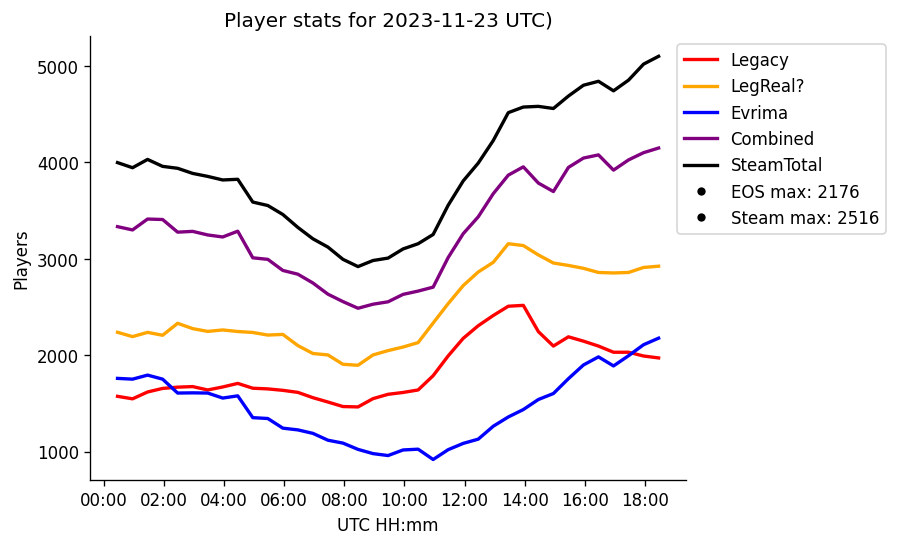 Player stats for 2023-11-23 UTC)
Players
5000
4000
3000
2000
1000
00:00 02:00 04:00 06:00 08:00 10:00 12:00 14:00 16:00 18:00
UTC HH:mm
Legacy
LegReal?
Evrima
Combined
SteamTotal
EOS max: 2176
Steam max: 2516